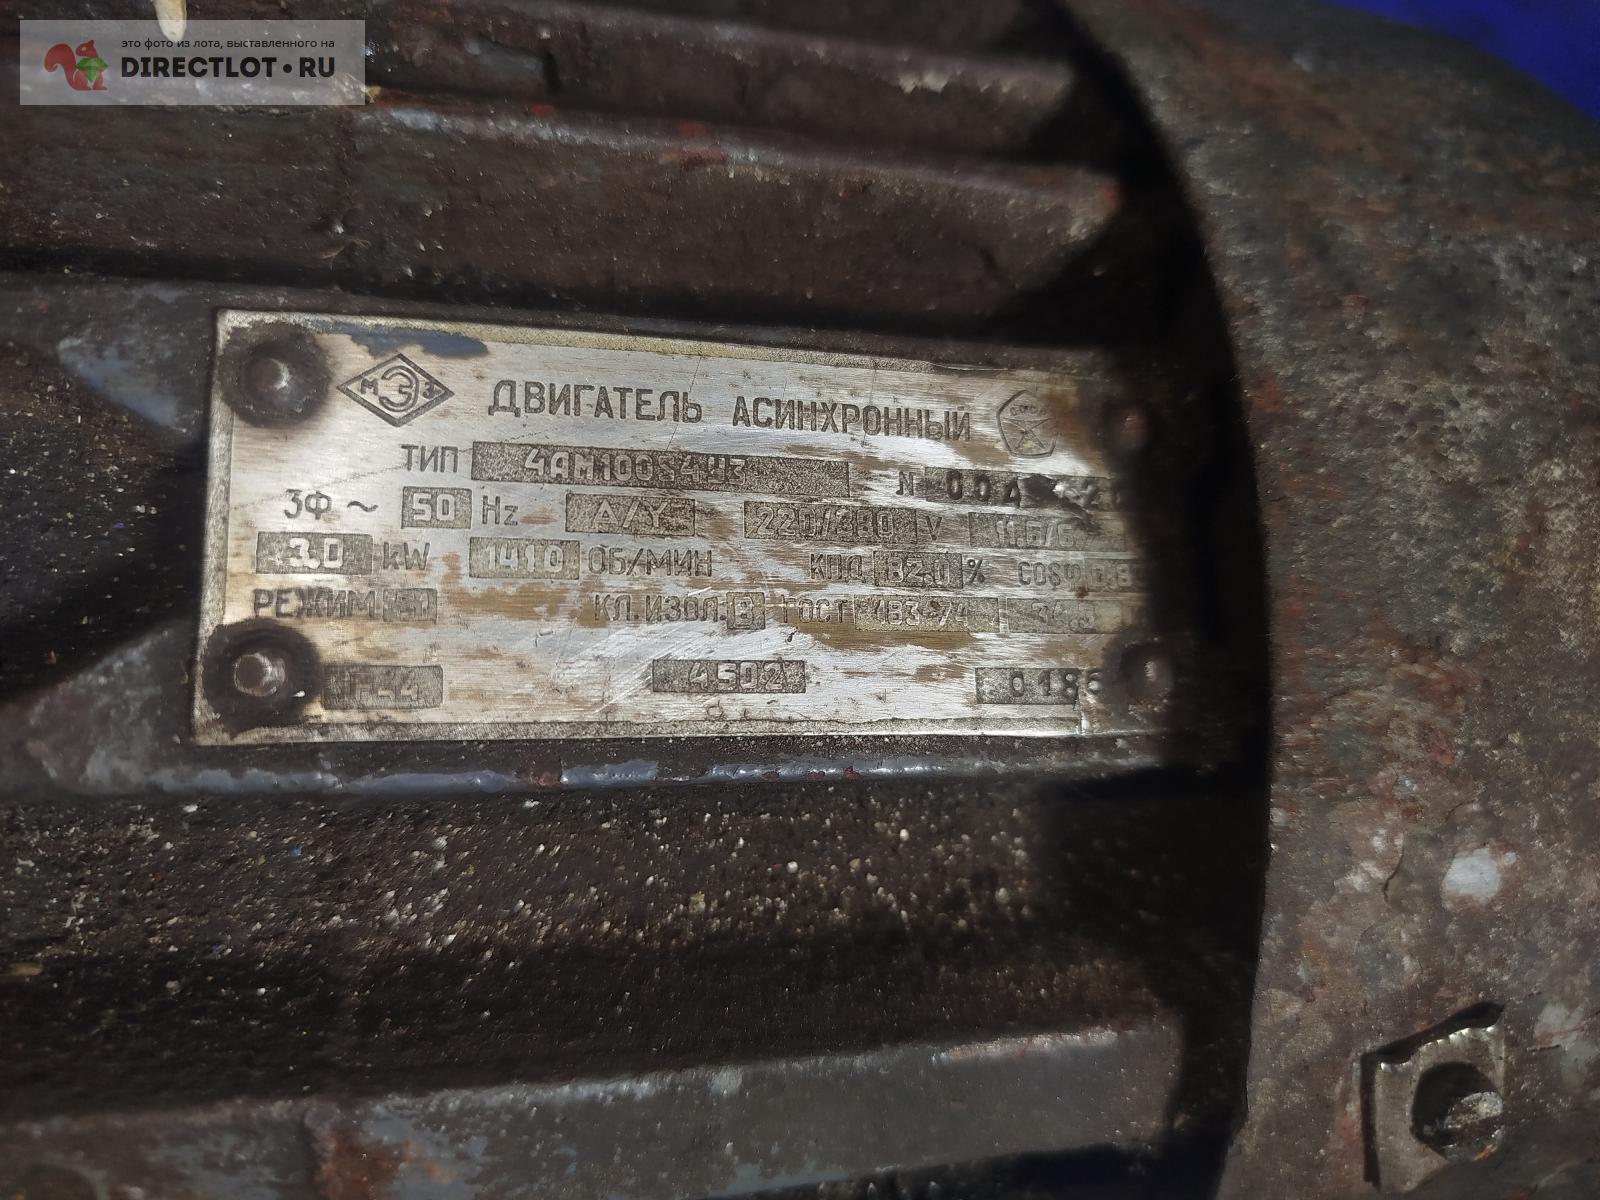 это фото из лота, выставленного на
DIRECTLOT.RU
МЭЗ ДВИГАТЕЛЬ АСИНХРОННЫЙ
ТИП 4АМ100S4У3 N
3Ф ~ 50 Hz Δ/Y 220/380 V
3.0 kW 1410 ОБ/МИН КПД 82.0 % COSφ
РЕЖИМ S1 КЛ. ИЗОЛ. В ГОСТ 183-74
4502